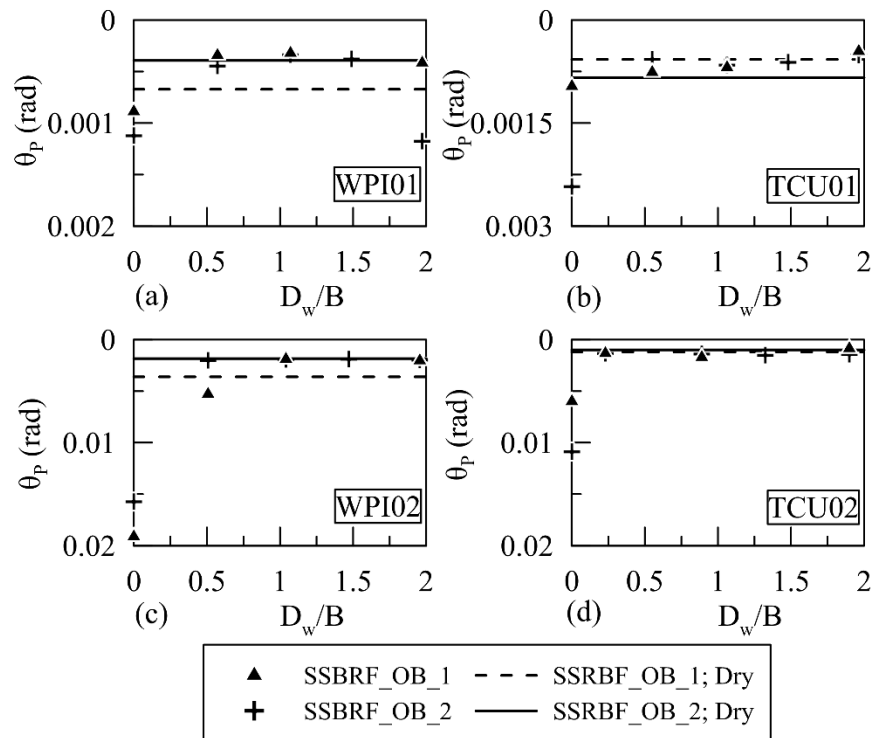 0
0.001
0.002
θP (rad)
WPI01
0 0.5 1 1.5 2
(a) Dw/B
0
0.0015
0.003
θP (rad)
TCU01
0 0.5 1 1.5 2
(b) Dw/B
0
0.01
0.02
θP (rad)
WPI02
0 0.5 1 1.5 2
(c) Dw/B
0
0.01
0.02
θP (rad)
TCU02
0 0.5 1 1.5 2
(d) Dw/B
SSBRF_OB_1 SSRBF_OB_1; Dry
SSBRF_OB_2 SSRBF_OB_2; Dry